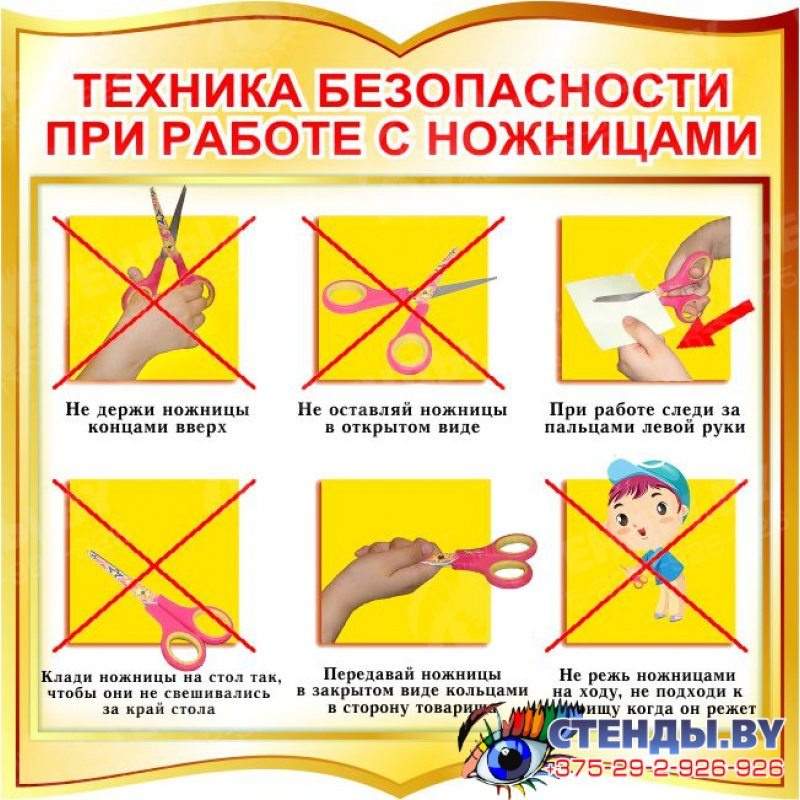 ТЕХНИКА БЕЗОПАСНОСТИ
ПРИ РАБОТЕ С НОЖНИЦАМИ
Не держи ножницы
концами вверх
Не оставляй ножницы
в открытом виде
При работе следи за
пальцами левой руки
Клади ножницы на стол так,
чтобы они не свешивались
за край стола
Передавай ножницы
в закрытом виде кольцами
в сторону товарища
Не режь ножницами
на ходу, не подходи к
когда он режет
СТЕНДЫ.BY
+375-29-2-926-926